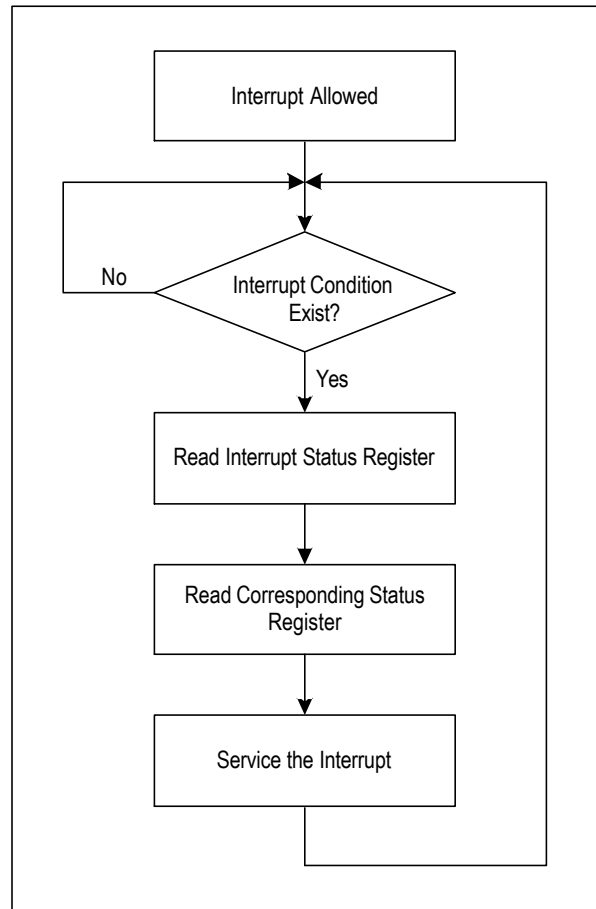 Interrupt Allowed
Interrupt Condition
Exist?
No
Yes
Read Interrupt Status Register
Read Corresponding Status
Register
Service the Interrupt